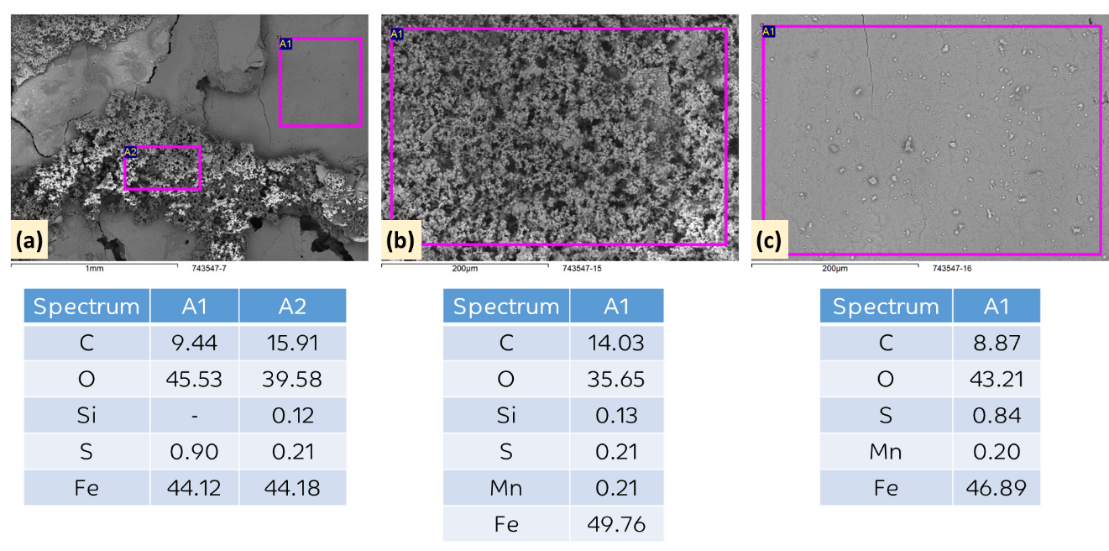 A1
A2
(a)
1mm 743547-7
A1
(b)
200µm 743547-15
A1
(c)
200µm 743547-16
Spectrum A1 A2
C 9.44 15.91
O 45.53 39.58
Si - 0.12
S 0.90 0.21
Fe 44.12 44.18
Spectrum A1
C 14.03
O 35.65
Si 0.13
S 0.21
Mn 0.21
Fe 49.76
Spectrum A1
C 8.87
O 43.21
S 0.84
Mn 0.20
Fe 46.89